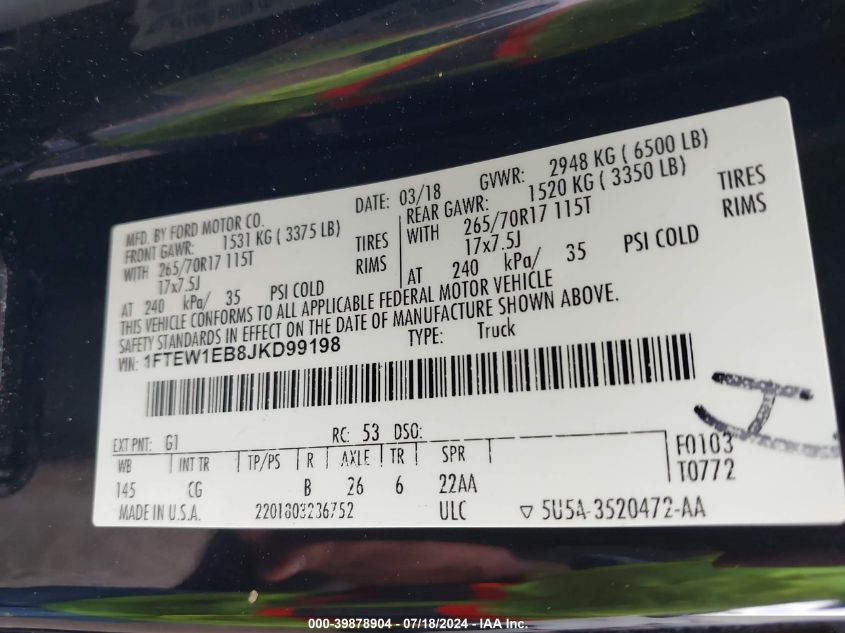 MFD. BY FORD MOTOR CO. DATE: 03/18 GVWR: 2948 KG ( 6500 LB)
FRONT GAWR: 1531 KG ( 3375 LB) REAR GAWR: 1520 KG ( 3350 LB)
WITH 265/70R17 115T TIRES WITH 265/70R17 115T TIRES
17x7.5J RIMS 17x7.5J RIMS
AT 240 kPa/ 35 PSI COLD AT 240 kPa/ 35 PSI COLD
THIS VEHICLE CONFORMS TO ALL APPLICABLE FEDERAL MOTOR VEHICLE
SAFETY STANDARDS IN EFFECT ON THE DATE OF MANUFACTURE SHOWN ABOVE.
VIN: 1FTEW1EB8JKD99198 TYPE: Truck
EXT PNT: G1 RC: 53 DSO: F0103
WB INT TR TP/PS R AXLE TR SPR T0772
145 CG B 26 6 22AA
MADE IN U.S.A. 2201803236752 ULC ▽ 5U5A-3520472-AA
000-39878904 - 07/18/2024 - IAA Inc.